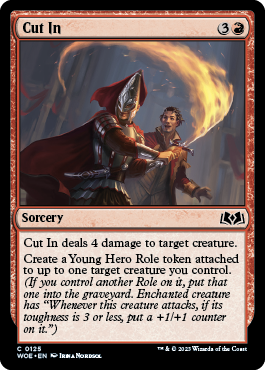 Cut In 3
Sorcery
Cut In deals 4 damage to target creature.
Create a Young Hero Role token attached
to up to one target creature you control.
(If you control another Role on it, put that
one into the graveyard. Enchanted creature
has “Whenever this creature attacks, if its
toughness is 3 or less, put a +1/+1 counter
on it.”)
C 0125
WOE • EN Irina Nordsol
™ & © 2023 Wizards of the Coast